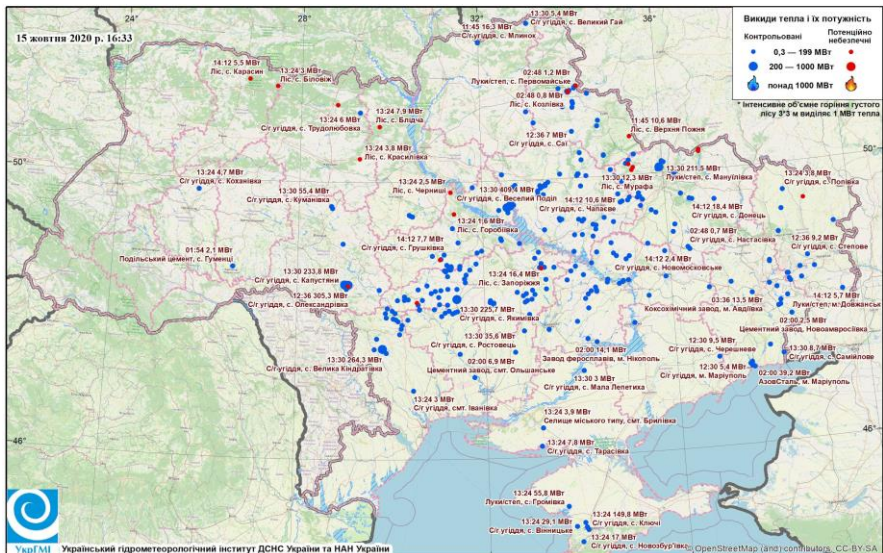 24°
32
36°
11:45 16,3 МВт
С/г угіддя, с. Млинок
13:30 5,4 МВт
С/г угіддя, с. Великий Гай
15 жовтня 2020 р. 16:33
Викиди тепла і їх потужність
Контрольовані
Потенційно небезпечні
0,3 — 199 МВт
200 — 1000 МВт
понад 1000 МВт
* Інтенсивне об'ємне горіння густого
лісу 3*3 м виділяє 1 МВт тепла
14:12 5,5 МВт
Ліс, с. Карасин
13:24 3 МВт
Ліс, с. Біловіж
02:48 1,2 МВт
Луки/степ, с. Первомайське
02:48 0,8 МВт
Ліс, с. Козлівка
13:24 7,9 МВт
Ліс, с. Блідча
13:24 6 МВт
С/г угіддя, с. Трудолюбовка
11:45 10,6 МВт
Ліс, с. Верхня Пожня
12:36 7 МВт
С/г угіддя, с. Саї
13:24 3,8 МВт
Ліс, с. Красилівка
50°
50°
13:24 4,7 МВт
С/г угіддя, с. Коханівка
13:30 211,5 МВт
Луки/степ, с. Мануїлівка
13:30 12,3 МВт
Ліс, с. Мурафа
13:24 3,8 МВт
С/г угіддя, с. Попівка
13:24 2,5 МВт
Ліс, с. Черниші
13:30 409,4 МВт
С/г угіддя, с. Веселий Поділ
13:30 55,4 МВт
С/г угіддя, с. Куманівка
14:12 10,6 МВт
С/г угіддя, с. Чапаєве
14:12 18,4 МВт
С/г угіддя, с. Донець
13:24 1,6 МВт
Ліс, с. Горобіївка
02:48 0,7 МВт
С/г угіддя, с. Настасівка
12:36 9,2 МВт
С/г угіддя, с. Степове
14:12 7,7 МВт
С/г угіддя, с. Грушківка
01:54 2,1 МВт
Подільський цемент, с. Гуменці
14:12 2,4 МВт
С/г угіддя, с. Новомосковське
13:30 233,8 МВт
С/г угіддя, с. Капустяни
13:24 16,4 МВт
Ліс, с. Запоріжжя
12:36 305,3 МВт
С/г угіддя, с. Олександрівка
14:12 5,7 МВт
Луки/степ, м. Довжанськ
03:36 13,5 МВт
Коксохімічний завод, м. Авдіївка
13:30 225,7 МВт
С/г угіддя, с. Якимівка
02:00 2,5 МВт
Цементний завод, Новоамвросіївка
13:30 35,6 МВт
С/г угіддя, с. Ростовець
12:30 9,5 МВт
С/г угіддя, с. Черешневе
02:00 14,1 МВт
Завод феросплавів, м. Нікополь
13:30 8,7 МВт
С/г угіддя, с. Самійлове
13:30 264,3 МВт
С/г угіддя, с. Велика Кіндратівка
02:00 6,9 МВт
Цементний завод, смт. Ольшанське
12:30 5,4 МВт
С/г угіддя, м. Маріуполь
02:00 39,2 МВт
АзовСталь, м. Маріуполь
13:30 3 МВт
С/г угіддя, с. Мала Лепетиха
13:24 3 МВт
С/г угіддя, смт. Іванівка
13:24 3,9 МВт
Селище міського типу, смт. Брилівка
46°
46°
13:24 7,8 МВт
С/г угіддя, с. Тарасівка
13:24 55,8 МВт
Луки/степ, с. Громівка
13:24 149,8 МВт
С/г угіддя, с. Ключі
13:24 29,1 МВт
С/г угіддя, с. Вінницьке
13:24 17 МВт
С/г угіддя, с. Новозбур'ївка
УкрГМІ
Український гідрометеорологічний інститут ДСНС України та НАН України
© OpenStreetMap (and) contributors, CC-BY-SA